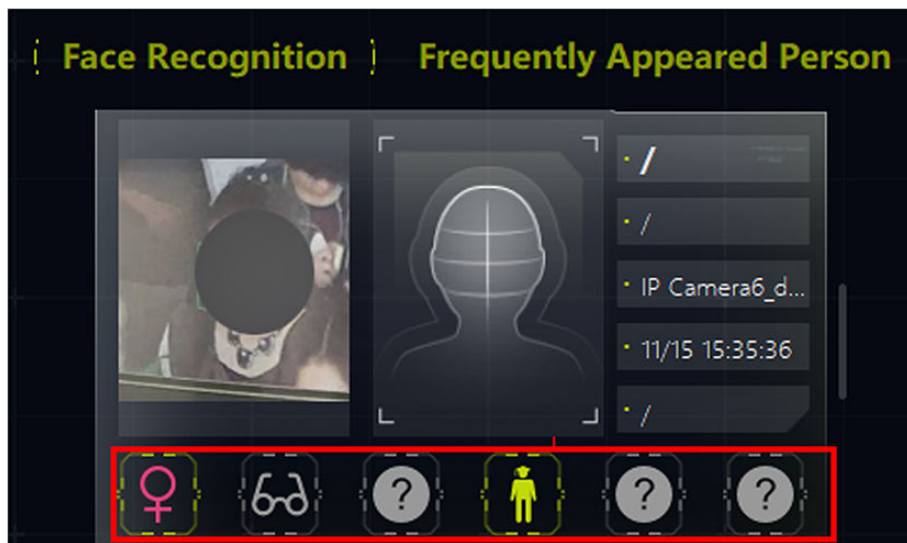 Face Recognition
Frequently Appeared Person
/
/
IP Camera6_d...
11/15 15:35:36
/
? ? ?